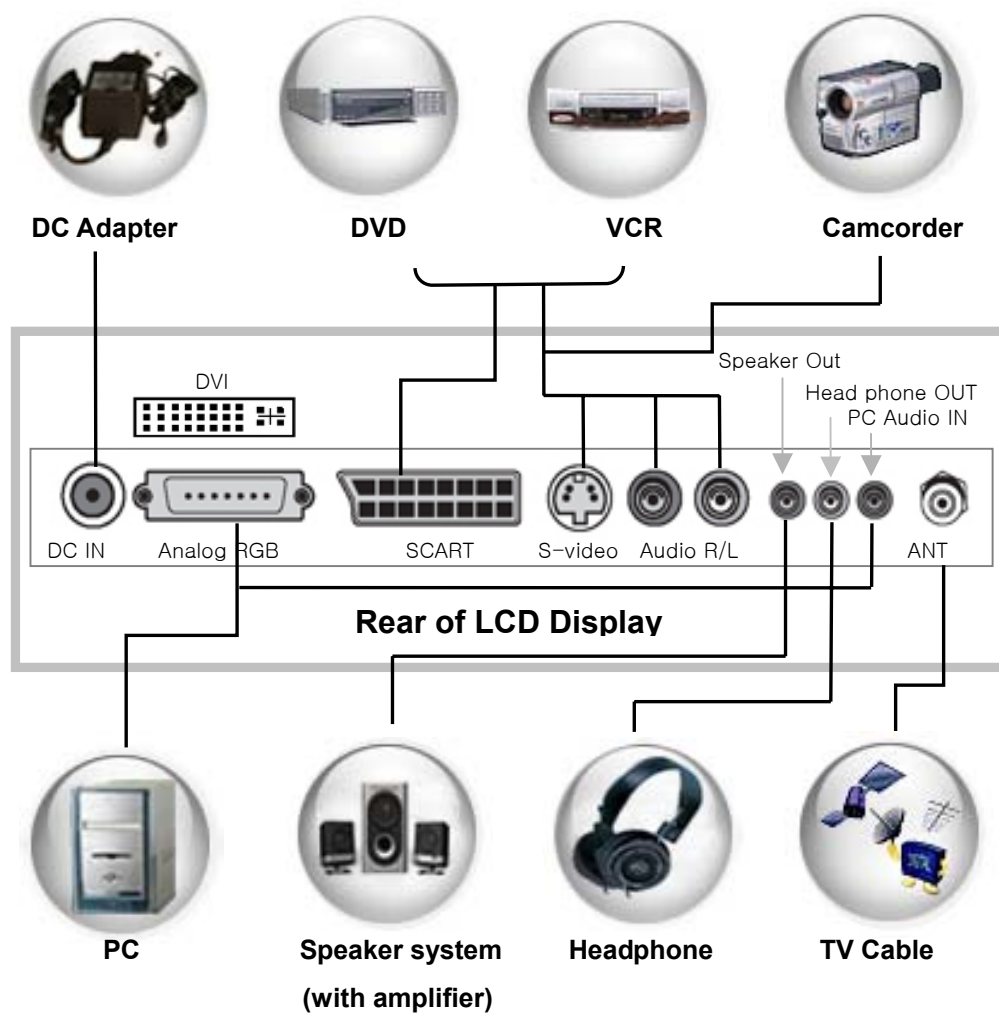 DC Adapter
DVD
VCR
Camcorder
Speaker Out
DVI
Head phone OUT
PC Audio IN
DC IN
Analog RGB
SCART
S-video
Audio R/L
ANT
Rear of LCD Display
PC
Speaker system
(with amplifier)
Headphone
TV Cable